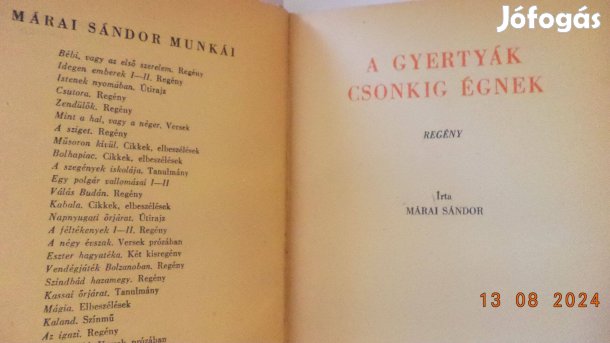 MÁRAI SÁNDOR MUNKÁI
Bébi, vagy az első szerelem. Regény
Idegen emberek I—II. Regény
Istenek nyomában. Útirajz
Csutora. Regény
Zendülők. Regény
Mint a hal, vagy a néger. Versek
A sziget. Regény
Műsoron kívül. Cikkek, elbeszélések
Bolhapiac. Cikkek, elbeszélések
A szegények iskolája. Tanulmány
Egy polgár vallomásai I—II
Válás Budán. Regény
Kabala. Cikkek, elbeszélések
Napnyugati őrjárat. Útirajz
A féltékenyek I—II. Regény
A négy évszak. Versek prózában
Eszter hagyatéka. Két kisregény
Vendégjáték Bolzanoban. Regény
Szindbád hazamegy. Regény
Kassai őrjárat. Tanulmány
Mágia. Elbeszélések
Kaland. Színmű
Az igazi. Regény
prózában
Jófogás
A GYERTYÁK
CSONKIG ÉGNEK
REGÉNY
Írta
MÁRAI SÁNDOR
13 08 2024